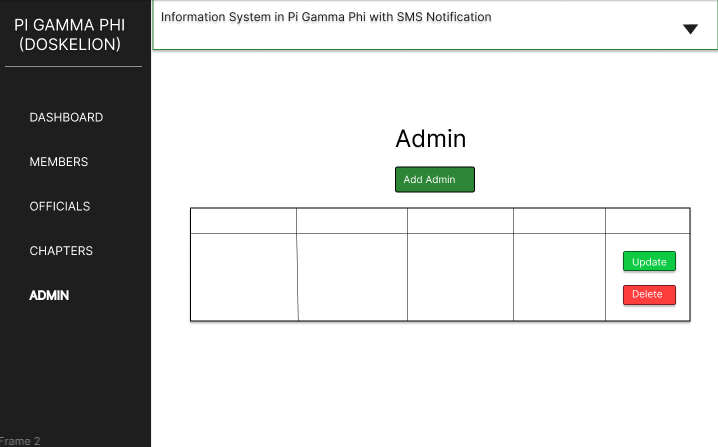 PI GAMMA PHI
(DOSKELION)
Information System in Pi Gamma Phi with SMS Notification
DASHBOARD
MEMBERS
OFFICIALS
CHAPTERS
ADMIN
Admin
Add Admin
Update
Delete
Frame 2